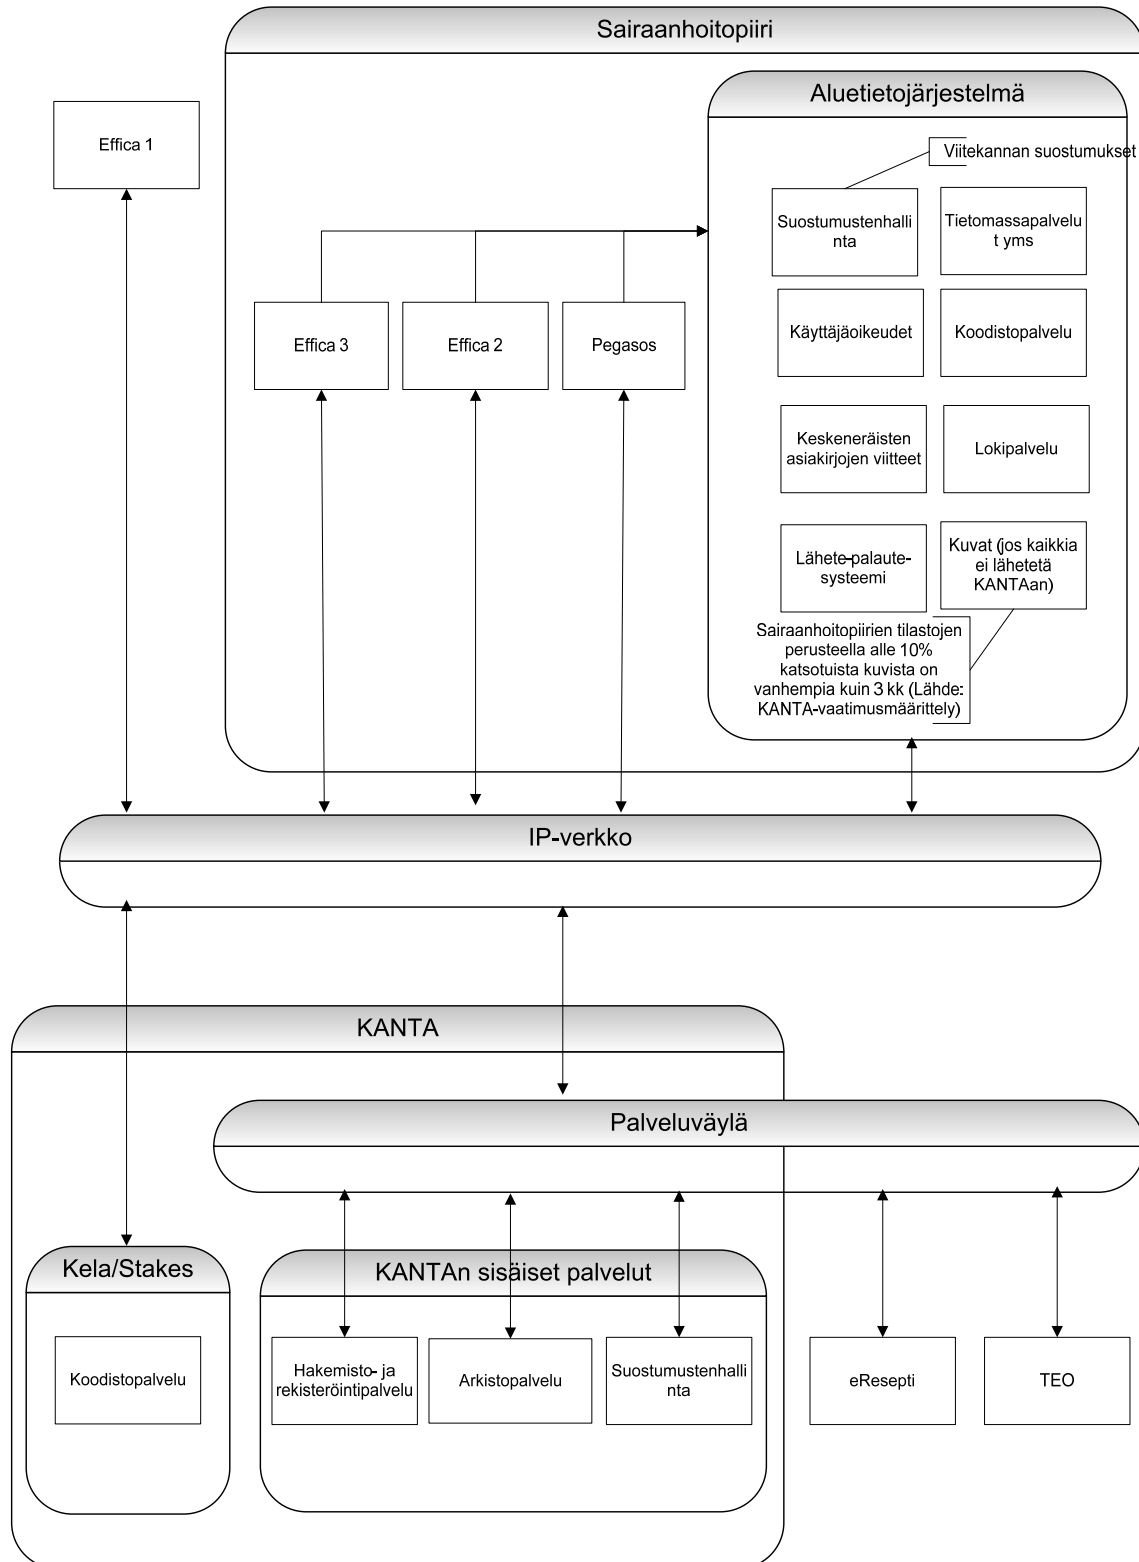 Sairaanhoitopiiri
Aluetietojärjestelmä
Effica 1
Viitekannan suostumukset
Suostumustenhalli
nta
Tietomassapalvelu
t yms
Effica 3
Effica 2
Pegasos
Käyttäjäoikeudet
Koodistopalvelu
Keskeneräisten
asiakirjojen viitteet
Lokipalvelu
Lähete-palaute-
systeemi
Kuvat (jos kaikkia
ei lähetetä
KANTAan)
Sairaanhoitopiirien tilastojen
perusteella alle 10%
katsotuista kuvista on
vanhempia kuin 3 kk (Lähde:
KANTA-vaatimusmäärittely)
IP-verkko
KANTA
Palveluväylä
Kela/Stakes
KANTAn sisäiset palvelut
Koodistopalvelu
Hakemisto- ja
rekisteröintipalvelu
Arkistopalvelu
Suostumustenhalli
nta
eResepti
TEO